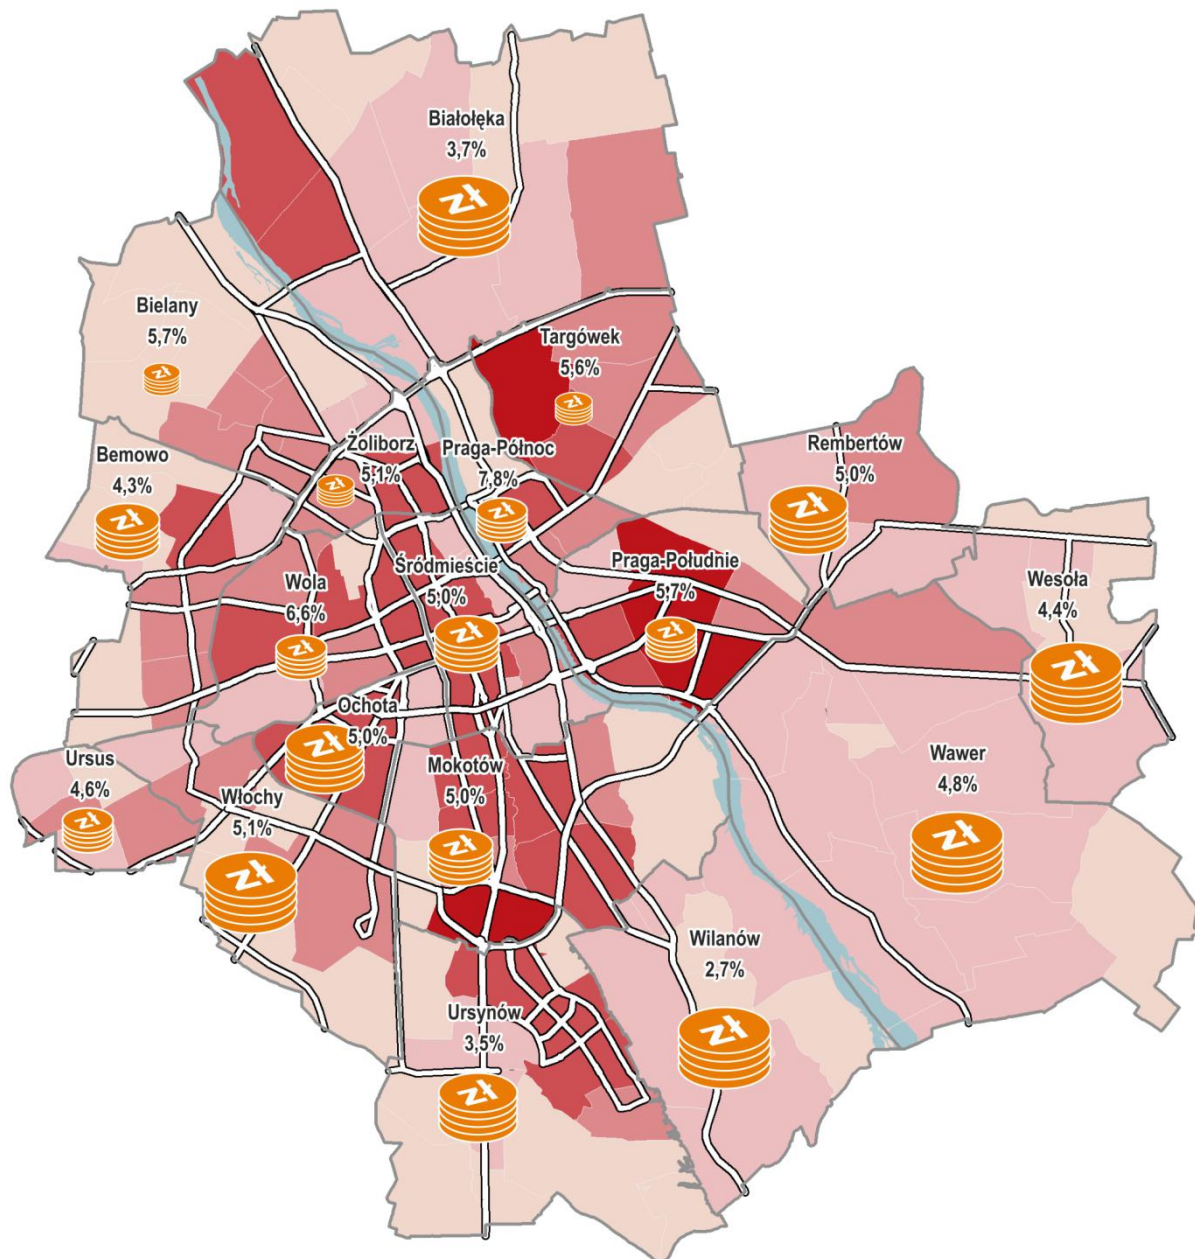 Białołęka
3,7%
zł
Bielany
5,7%
zł
Targówek
5,6%
zł
Żoliborz
5,1%
zł
Praga-Północ
7,8%
zł
Rembertów
5,0%
zł
Bemowo
4,3%
zł
Wola
6,6%
zł
Śródmieście
5,0%
zł
Praga-Południe
5,7%
zł
Wesoła
4,4%
zł
Ochota
5,0%
zł
Ursus
4,6%
zł
Włochy
5,1%
zł
Mokotów
5,0%
zł
Wawer
4,8%
zł
Wilanów
2,7%
zł
Ursynów
3,5%
zł